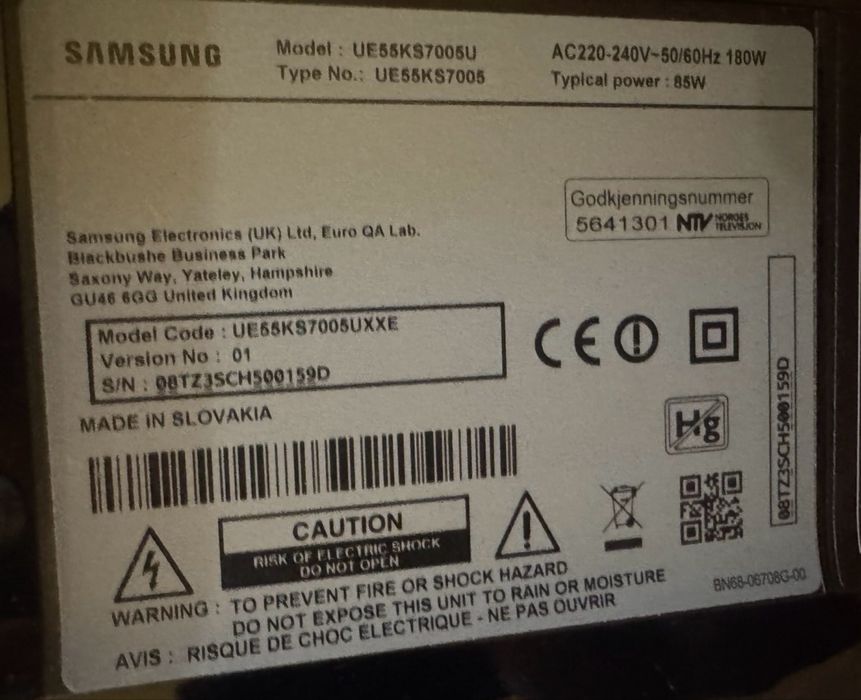 SAMSUNG
Model : UE55KS7005U
Type No.: UE55KS7005
AC220-240V~50/60Hz 180W
Typical power : 85W
Godkjenningsnummer
5641301 NTV NORGES TELEVISJON
Samsung Electronics (UK) Ltd, Euro QA Lab.
Blackbushe Business Park
Saxony Way, Yateley, Hampshire
GU46 6GG United Kingdom
Model Code : UE55KS7005UXXE
Version No : 01
S/N : 08TZ3SCH500159D
CE
MADE IN SLOVAKIA
Hg
08TZ3SCH500159D
CAUTION
RISK OF ELECTRIC SHOCK
DO NOT OPEN
BN68-06708G-00
WARNING : TO PREVENT FIRE OR SHOCK HAZARD
DO NOT EXPOSE THIS UNIT TO RAIN OR MOISTURE
AVIS : RISQUE DE CHOC ÉLECTRIQUE - NE PAS OUVRIR